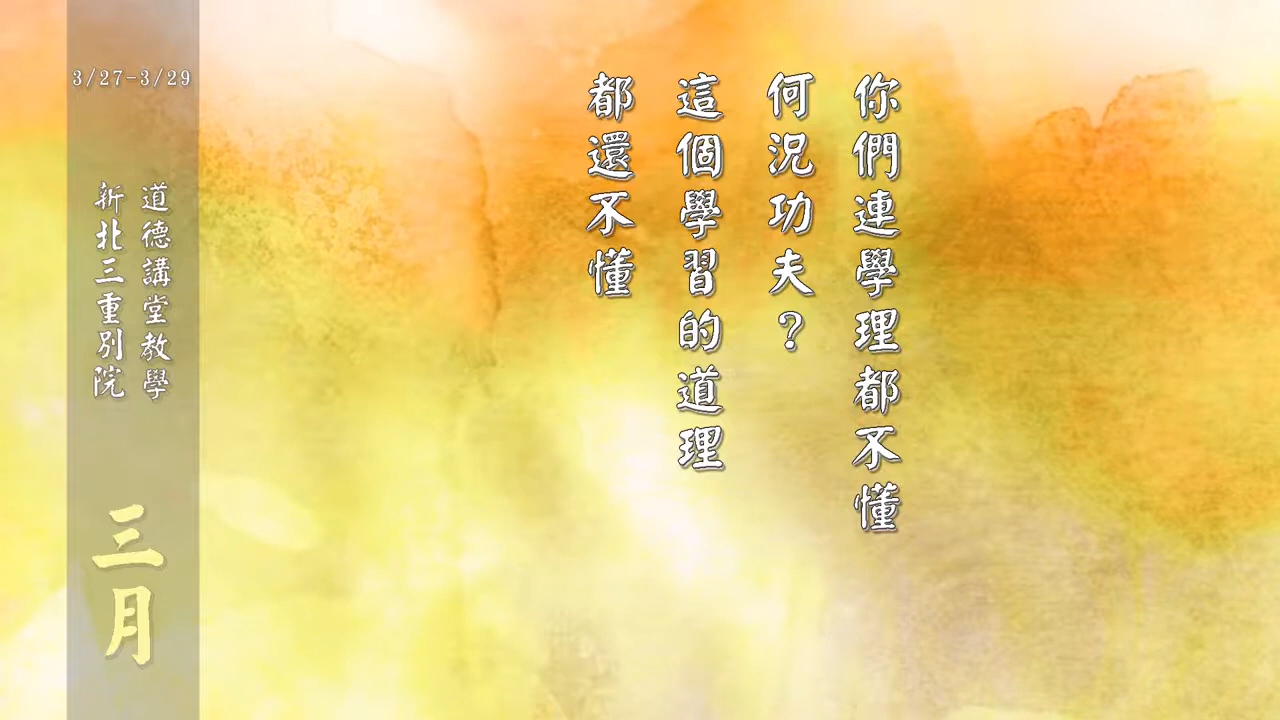 你們連學理都不懂
何況功夫？
這個學習的道理
都還不懂
3/27-3/29
道德講堂教學
新北三重別院
三月